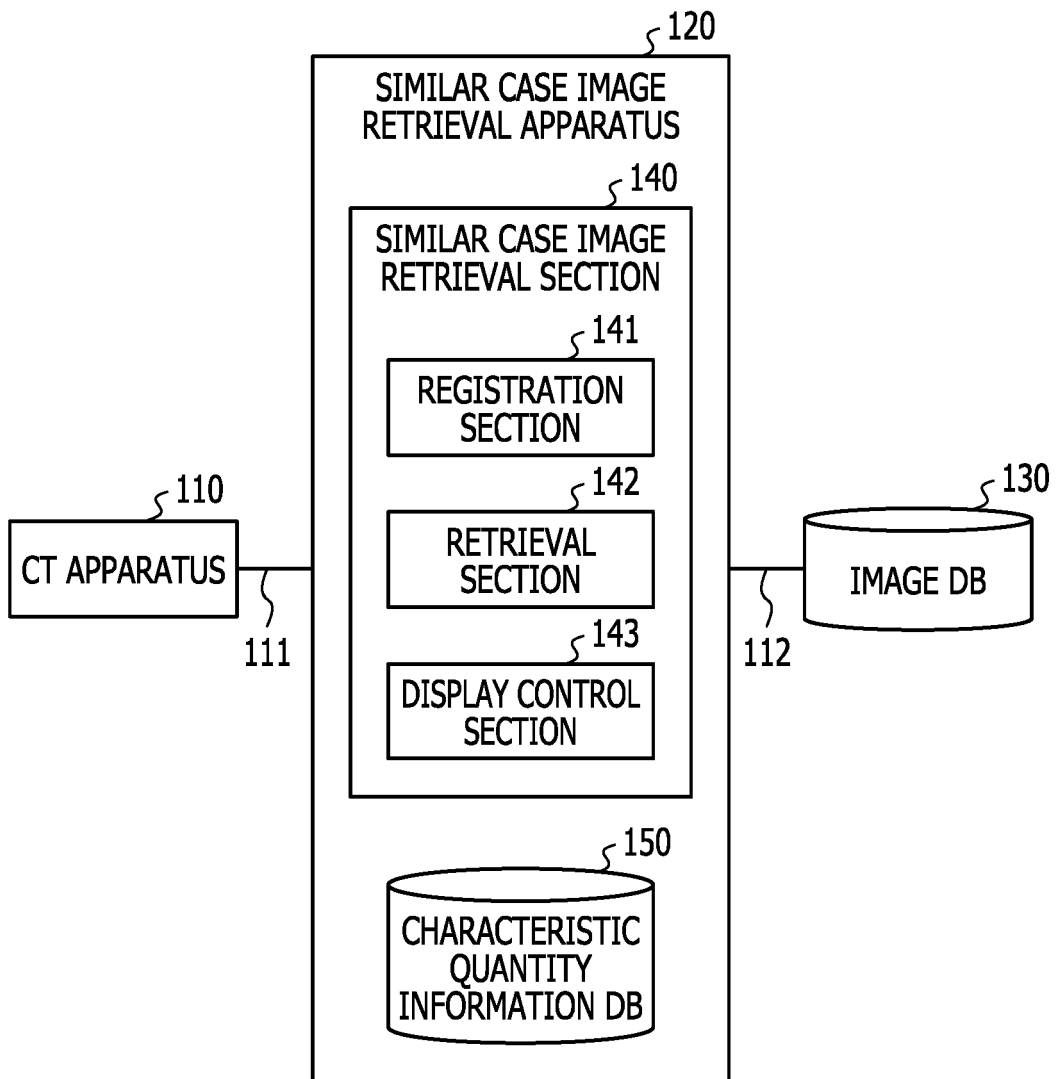 120
SIMILAR CASE IMAGE
RETRIEVAL APPARATUS
140
SIMILAR CASE IMAGE
RETRIEVAL SECTION
141
REGISTRATION
SECTION
142
RETRIEVAL
SECTION
143
DISPLAY CONTROL
SECTION
110
CT APPARATUS
111
130
IMAGE DB
112
150
CHARACTERISTIC
QUANTITY
INFORMATION DB